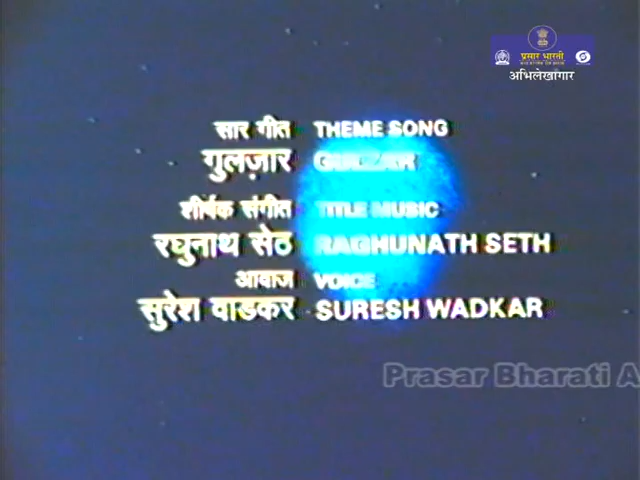 प्रसार भारती
अभिलेखागार
सार गीत THEME SONG
गुलज़ार GULZAR
शीर्षक संगीत TITLE MUSIC
रघुनाथ सेठ RAGHUNATH SETH
आवाज VOICE
सुरेश वाडकर SURESH WADKAR
Prasar Bharati A